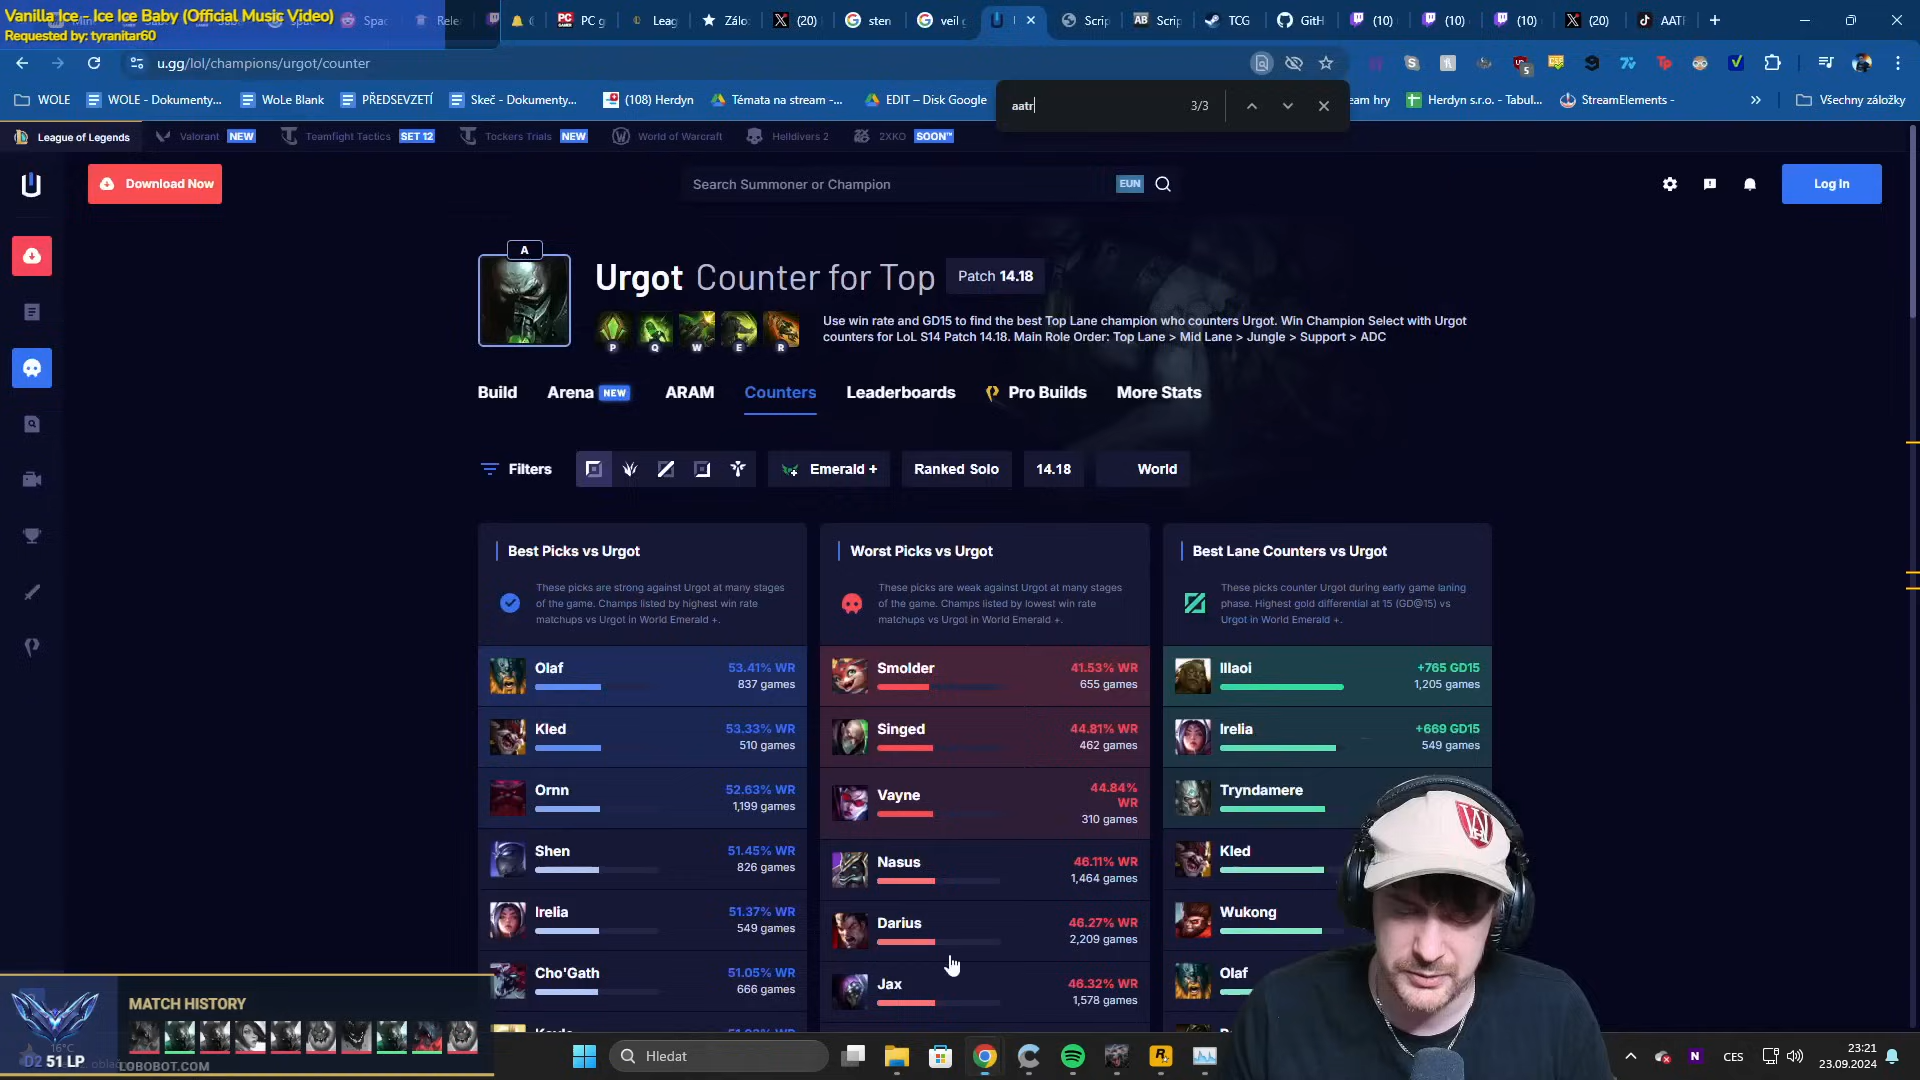 Vanilla Ice - Ice Ice Baby (Official Music Video)
Requested by: tyranitar60
PC g
Leag
Zálo
(20)
sten
veil g
Scrip
AB Scri
TCG
GitH
(10)
(10)
(10)
(20)
AAT
u.gg/lol/champions/urgot/counter
aatr
3/3
WOLE
WOLE - Dokumenty...
WoLe Blank
PŘEDSEVZETÍ
Skeč - Dokumenty...
(108) Herdyn
Témata na stream -...
EDIT – Disk Google
eam hry
Herdyn s.r.o. - Tabul...
StreamElements -
Všechny záložky
League of Legends
Valorant NEW
Teamfight Tactics SET 12
Tockers Trials NEW
World of Warcraft
Helldivers 2
2XKO SOON™
Download Now
Search Summoner or Champion
EUN
Log In
A
Urgot Counter for Top
Patch 14.18
P Q W E R
Use win rate and GD15 to find the best Top Lane champion who counters Urgot. Win Champion Select with Urgot
counters for LoL S14 Patch 14.18. Main Role Order: Top Lane > Mid Lane > Jungle > Support > ADC
Build
Arena NEW
ARAM
Counters
Leaderboards
Pro Builds
More Stats
Filters
Emerald +
Ranked Solo
14.18
World
Best Picks vs Urgot
These picks are strong against Urgot at many stages
of the game. Champs listed by highest win rate
matchups vs Urgot in World Emerald +.
Olaf 53.41% WR
837 games
Kled 53.33% WR
510 games
Ornn 52.63% WR
1,199 games
Shen 51.45% WR
826 games
Irelia 51.37% WR
549 games
Cho'Gath 51.05% WR
666 games
Worst Picks vs Urgot
These picks are weak against Urgot at many stages
of the game. Champs listed by lowest win rate
matchups vs Urgot in World Emerald +.
Smolder 41.53% WR
655 games
Singed 44.81% WR
462 games
Vayne 44.84%
WR
310 games
Nasus 46.11% WR
1,464 games
Darius 46.27% WR
2,209 games
Jax 46.32% WR
1,578 games
Best Lane Counters vs Urgot
These picks counter Urgot during early game laning
phase. Highest gold differential at 15 (GD@15) vs
Urgot in World Emerald +.
Illaoi +765 GD15
1,205 games
Irelia +669 GD15
549 games
Tryndamere
Kled
Wukong
Olaf
MATCH HISTORY
16°C
D2 51 LP
LOBOBOT.COM
Hledat
CES
23:21
23.09.2024